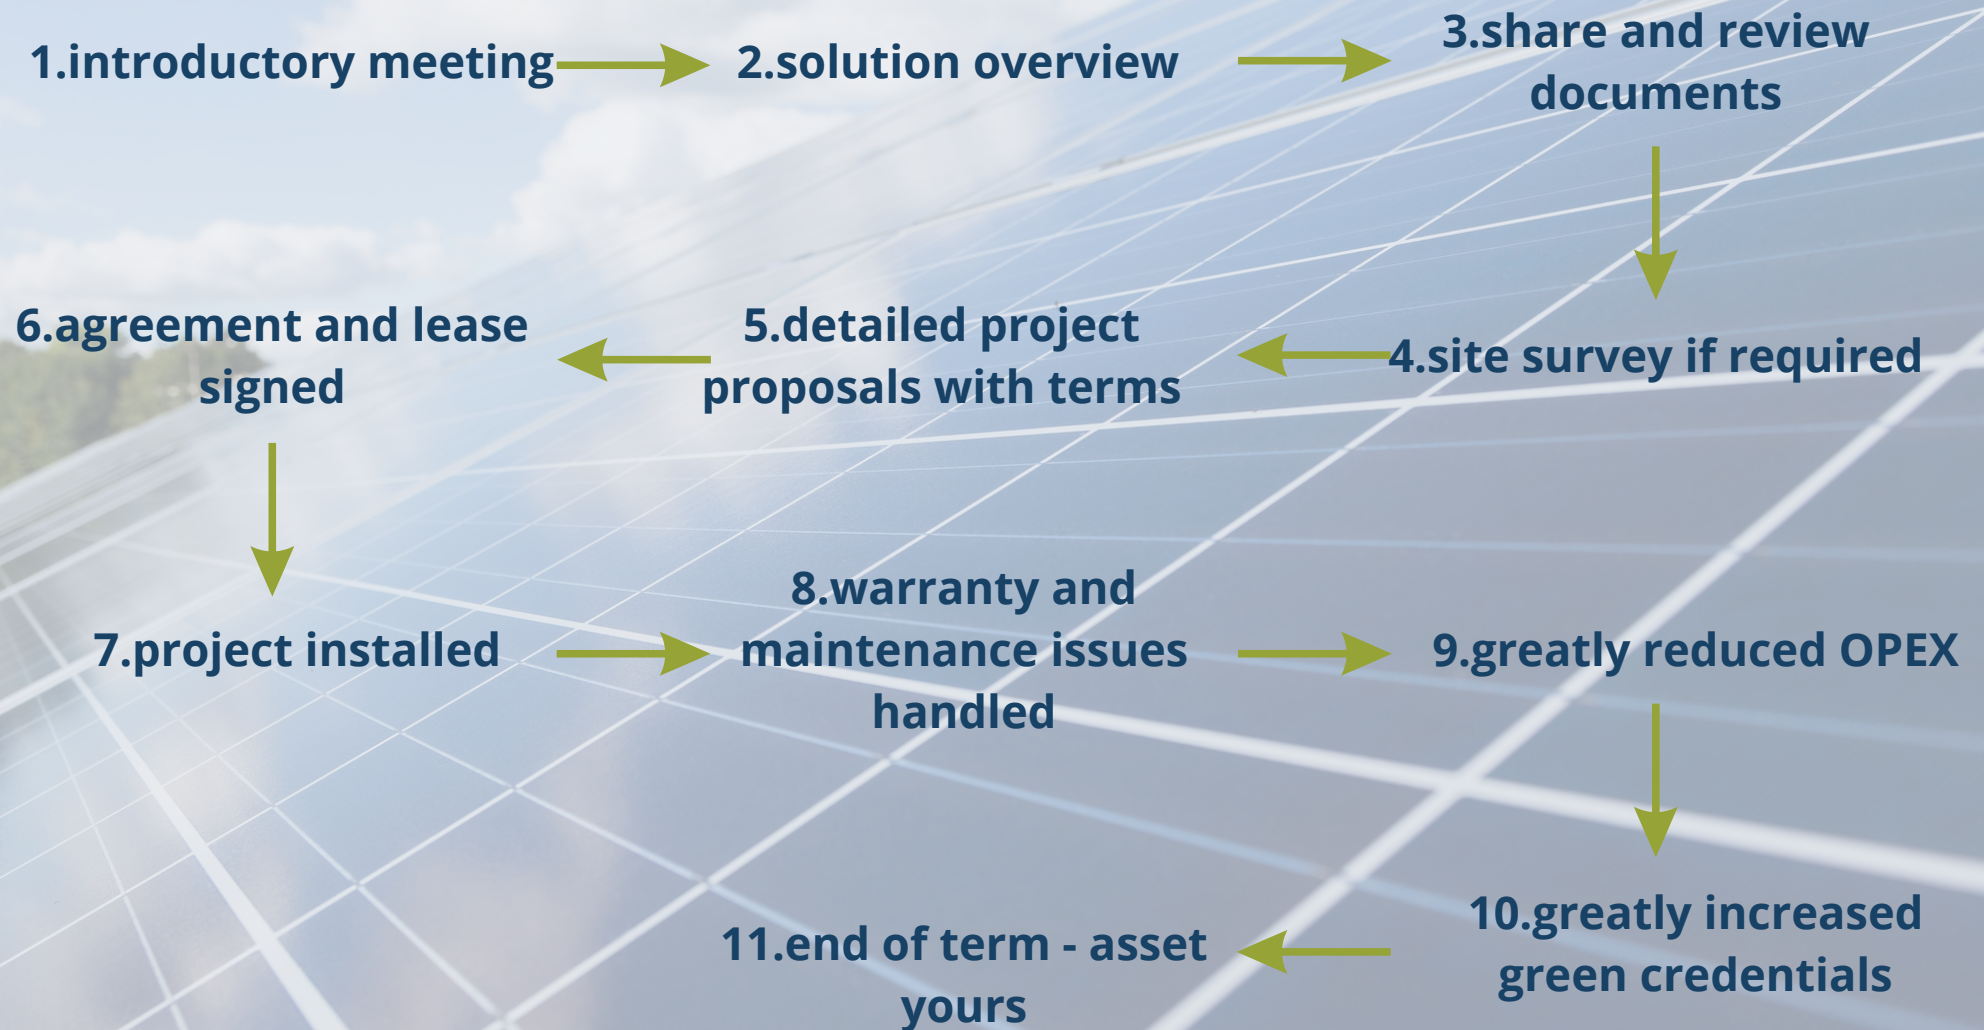 1.introductory meeting
2.solution overview
3.share and review
documents
4.site survey if required
5.detailed project
proposals with terms
6.agreement and lease
signed
7.project installed
8.warranty and
maintenance issues
handled
9.greatly reduced OPEX
10.greatly increased
green credentials
11.end of term - asset
yours